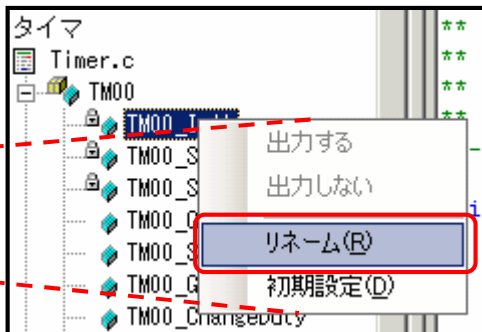 タイマ
Timer.c
TM00
TM00_I
TM00_S
TM00_S
TM00_
TM00_S
TM00_G
TM00_ChangeDuty
出力する
出力しない
リネーム(R)
初期設定(D)
**
**
**
**
-
i